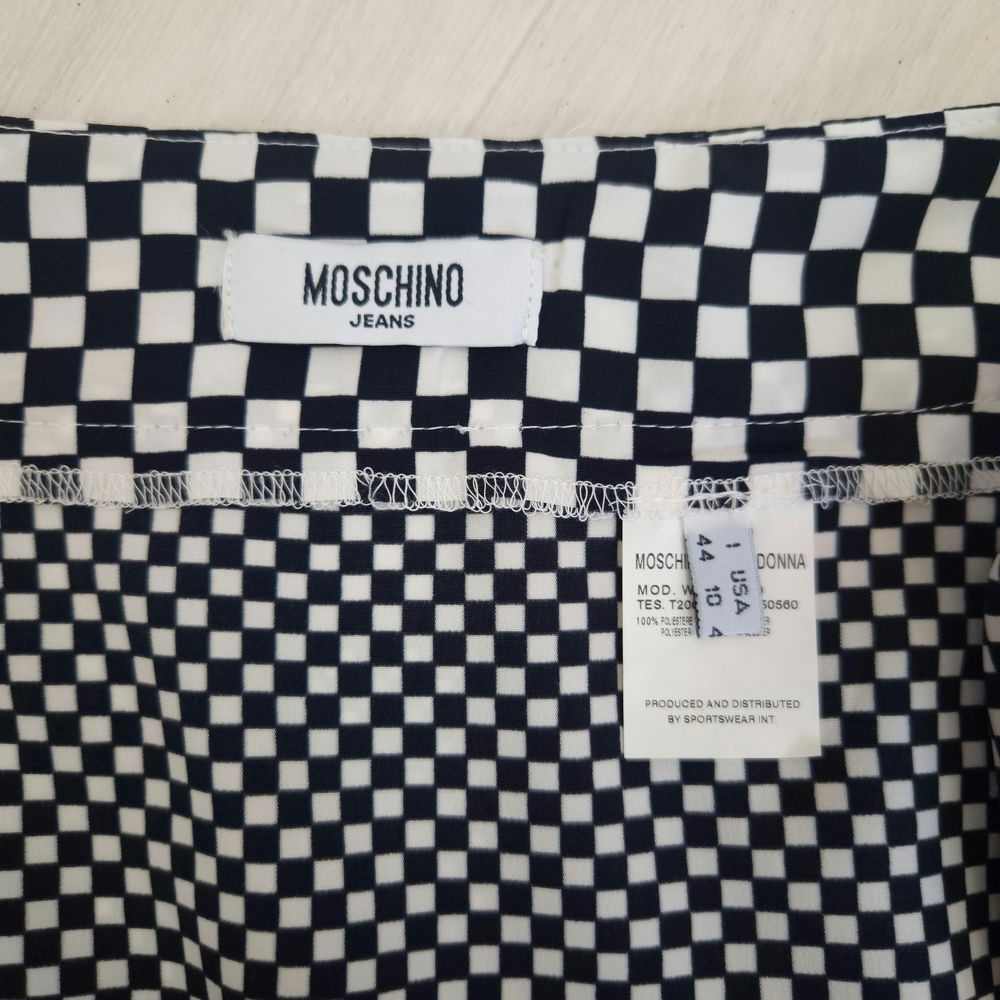 MOSCHINO
JEANS
MOSCHI DONNA
MOD. W
TES. T20 50560
100% POLIESTERE
POLYESTER
PRODUCED AND DISTRIBUTED
BY SPORTSWEAR INT.
I USA
44 10